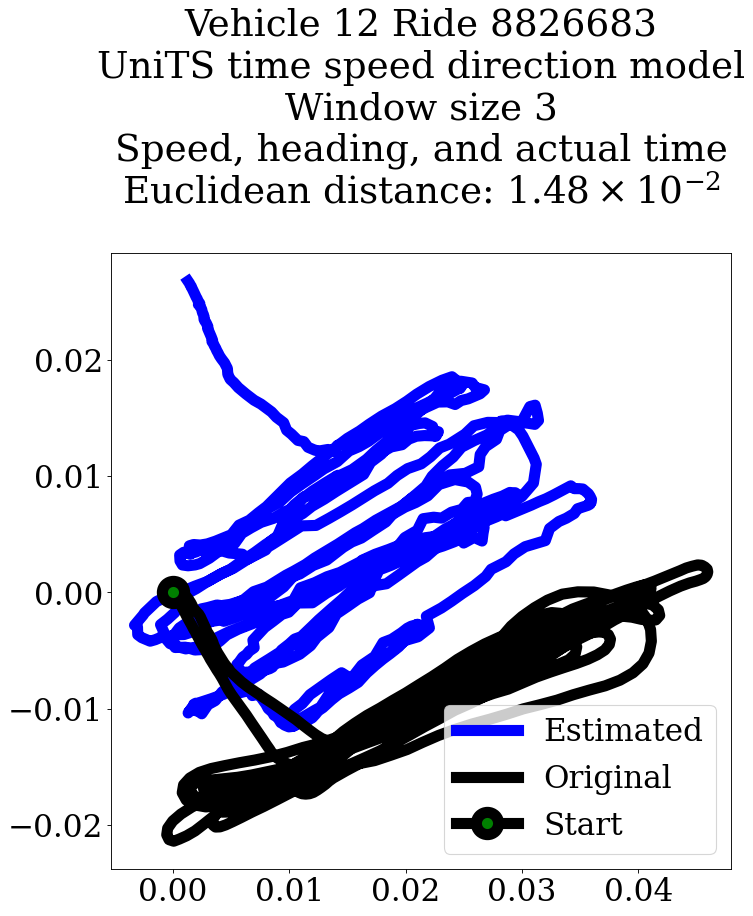 Vehicle 12 Ride 8826683
UniTS time speed direction model
Window size 3
Speed, heading, and actual time
Euclidean distance: 1.48 × 10⁻²
0.02
0.01
0.00
−0.01
−0.02
Estimated
Original
Start
0.00 0.01 0.02 0.03 0.04